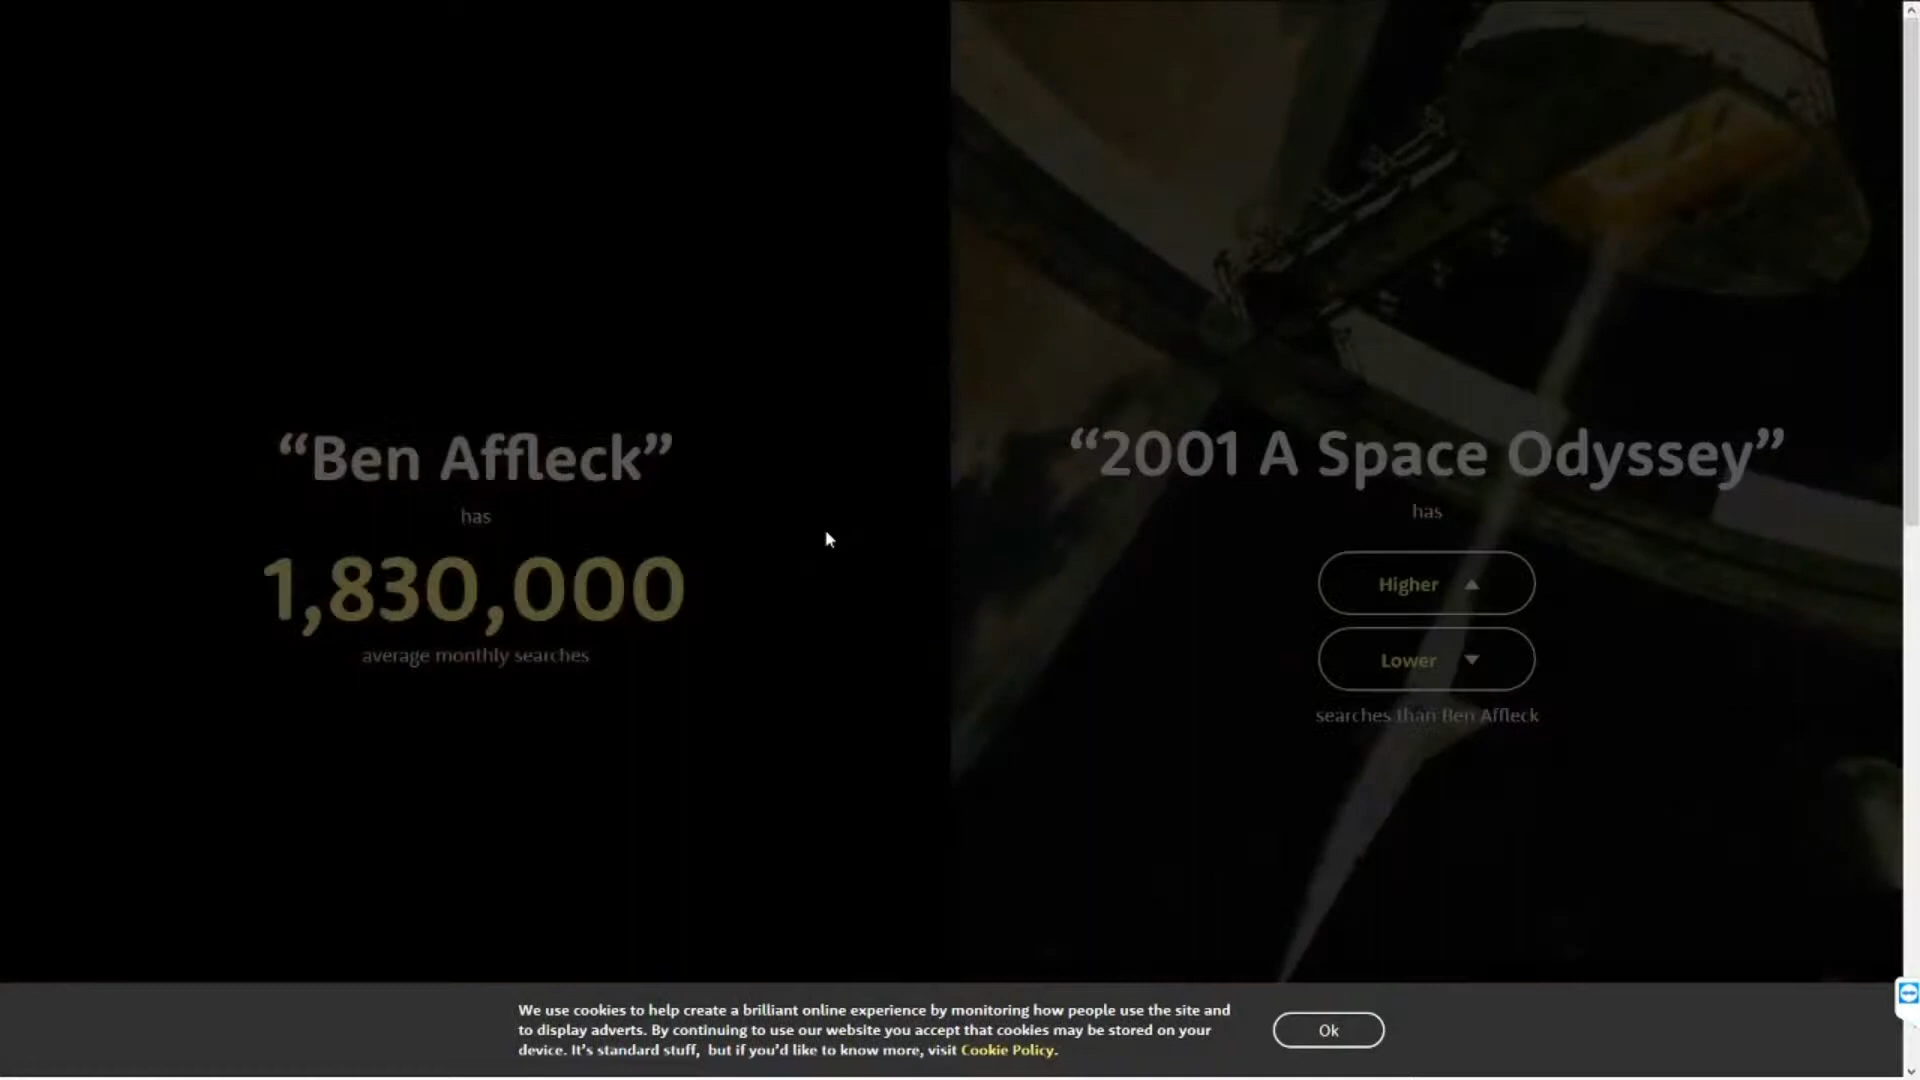 “Ben Affleck”
has
1,830,000
average monthly searches
“2001 A Space Odyssey”
has
Higher ▲
Lower ▼
searches than Ben Affleck
We use cookies to help create a brilliant online experience by monitoring how people use the site and
to display adverts. By continuing to use our website you accept that cookies may be stored on your
device. It’s standard stuff, but if you’d like to know more, visit Cookie Policy.
Ok